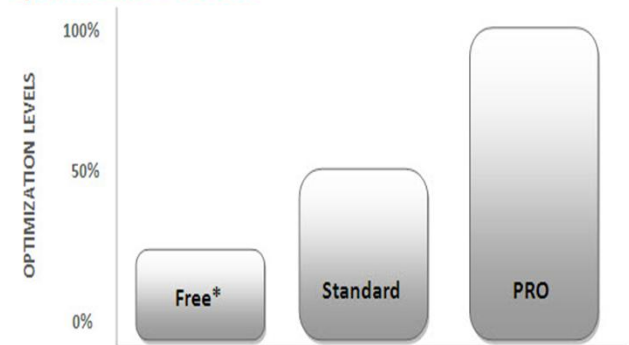 100%
OPTIMIZATION LEVELS
50%
0%
Free*
Standard
PRO